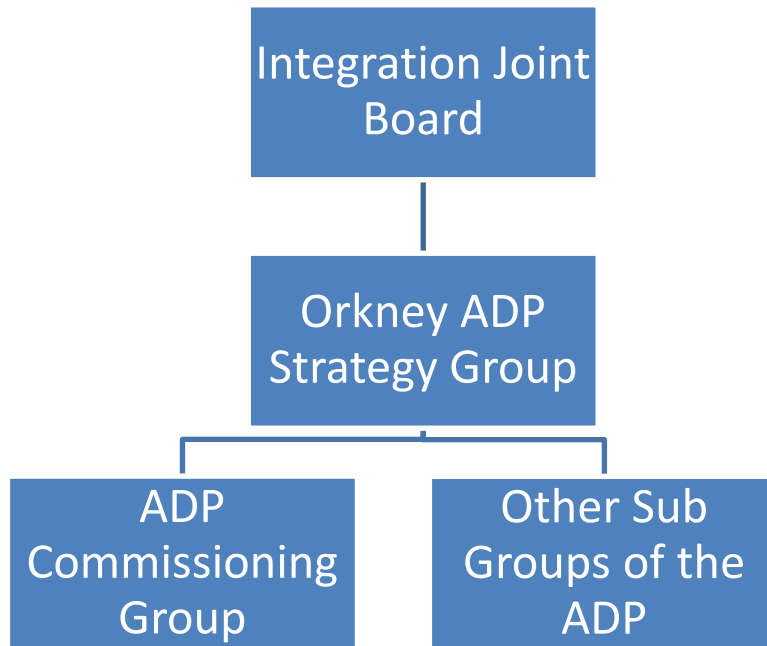 Integration Joint
Board
Orkney ADP
Strategy Group
ADP
Commissioning
Group
Other Sub
Groups of the
ADP